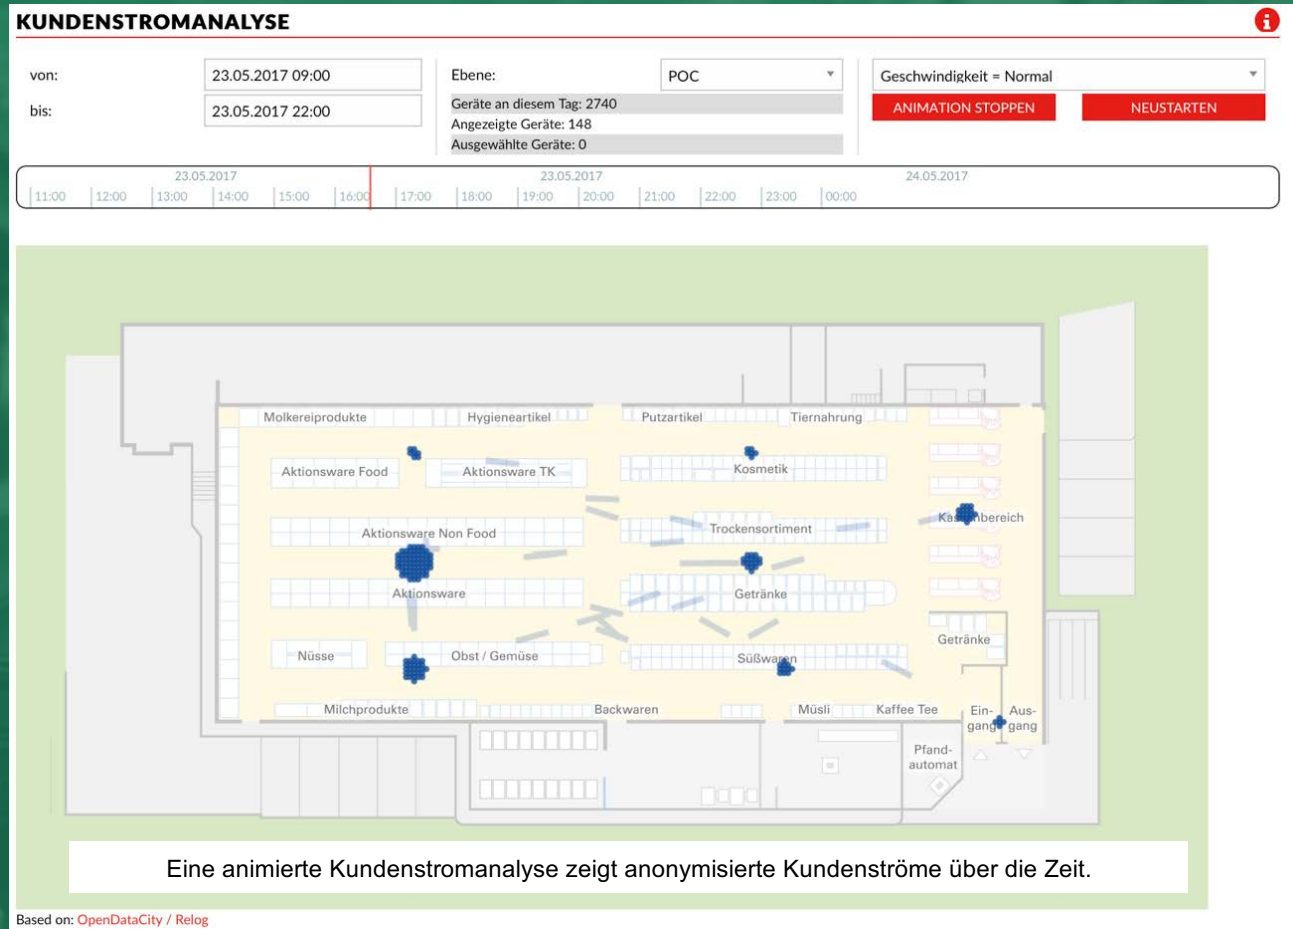 KUNDENSTROMANALYSE
von: 23.05.2017 09:00 Ebene: POC Geschwindigkeit = Normal
bis: 23.05.2017 22:00
Geräte an diesem Tag: 2740
Angezeigte Geräte: 148
Ausgewählte Geräte: 0
ANIMATION STOPPEN NEUSTARTEN
23.05.2017 23.05.2017 24.05.2017
11:00 12:00 13:00 14:00 15:00 16:00 17:00 18:00 19:00 20:00 21:00 22:00 23:00 00:00
Molkereiprodukte Hygieneartikel Putzartikel Tiernahrung
Aktionsware Food Aktionsware TK Kosmetik
Kassenbereich
Aktionsware Non Food Trockensortiment
Aktionsware Getränke
Getränke
Nüsse Obst / Gemüse Süßwaren
Milchprodukte Backwaren Müsli Kaffee Tee
Ein-
gang
Aus-
gang
Pfand-
automat
Eine animierte Kundenstromanalyse zeigt anonymisierte Kundenströme über die Zeit.
Based on: OpenDataCity / Relog